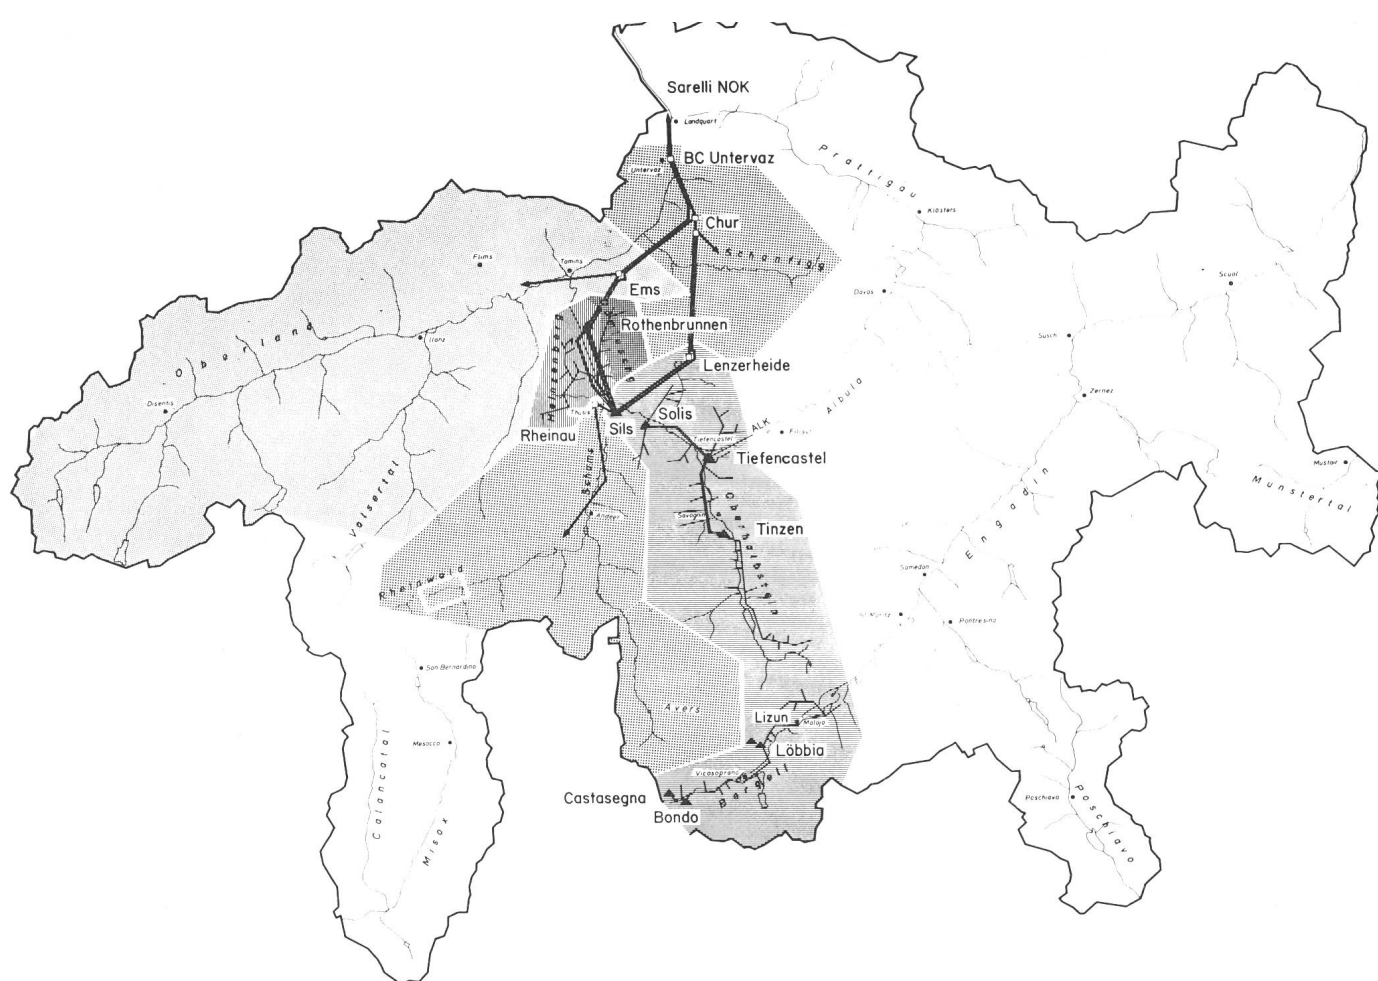 Sarelli NOK
Landquart
BC Untervaz
Untervaz
Prättigau
Klosters
Chur
Schanfigg
Flims
Tamins
Ems
Davos
Scuol
Rothenbrunnen
Heinzenberg
Oberland
Ilanz
Susch
Lenzerheide
Disentis
Zernez
Albula
Thusis
Solis
Sils
ALK
Rheinau
Tiefencastel
Filisur
Tiefencastel
Schams
Mustair
Münstertal
Valsertal
Savognin
Andeer
Oberhalbstein
Tinzen
Engadin
Rheinwald
Samedan
St. Moritz
Pontresina
San Bernardino
Avers
Lizun
Maloja
Mesocco
Löbbia
Vicosoprano
Bergell
Castasegna
Bondo
Calancatal
Misox
Poschiavo
Poschiavo